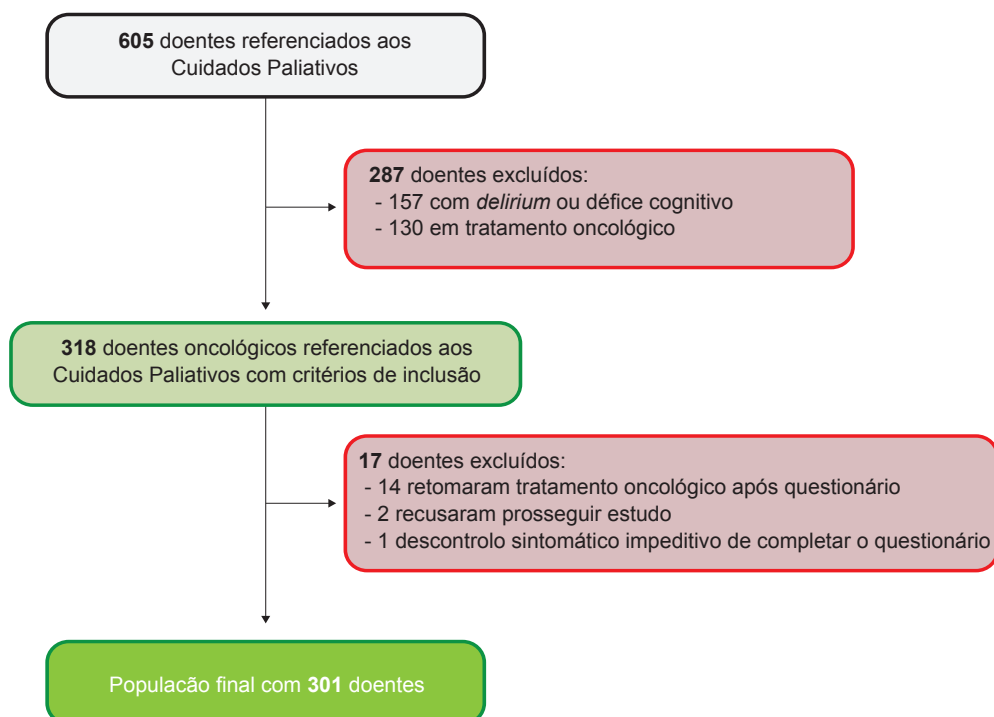 605 doentes referenciados aos
Cuidados Paliativos
287 doentes excluídos:
- 157 com delirium ou défice cognitivo
- 130 em tratamento oncológico
318 doentes oncológicos referenciados aos
Cuidados Paliativos com critérios de inclusão
17 doentes excluídos:
- 14 retomaram tratamento oncológico após questionário
- 2 recusaram prosseguir estudo
- 1 descontrolo sintomático impeditivo de completar o questionário
Populacão final com 301 doentes